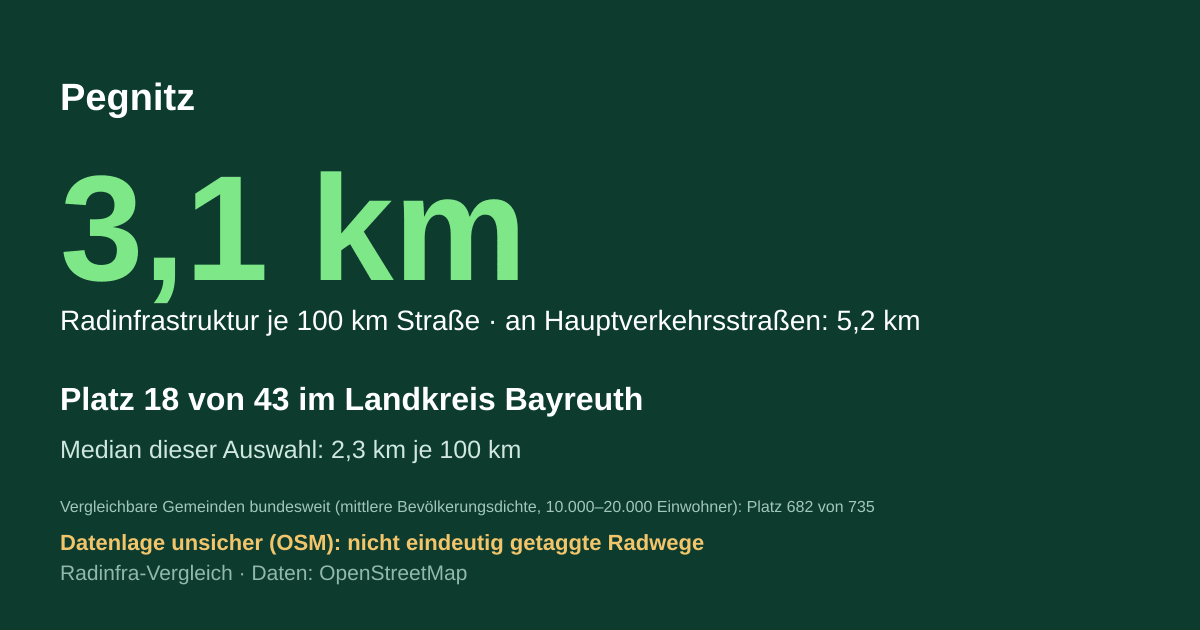 Pegnitz
3,1 km
Radinfrastruktur je 100 km Straße · an Hauptverkehrsstraßen: 5,2 km
Platz 18 von 43 im Landkreis Bayreuth
Median dieser Auswahl: 2,3 km je 100 km
Vergleichbare Gemeinden bundesweit (mittlere Bevölkerungsdichte, 10.000–20.000 Einwohner): Platz 682 von 735
Datenlage unsicher (OSM): nicht eindeutig getaggte Radwege
Radinfra-Vergleich · Daten: OpenStreetMap